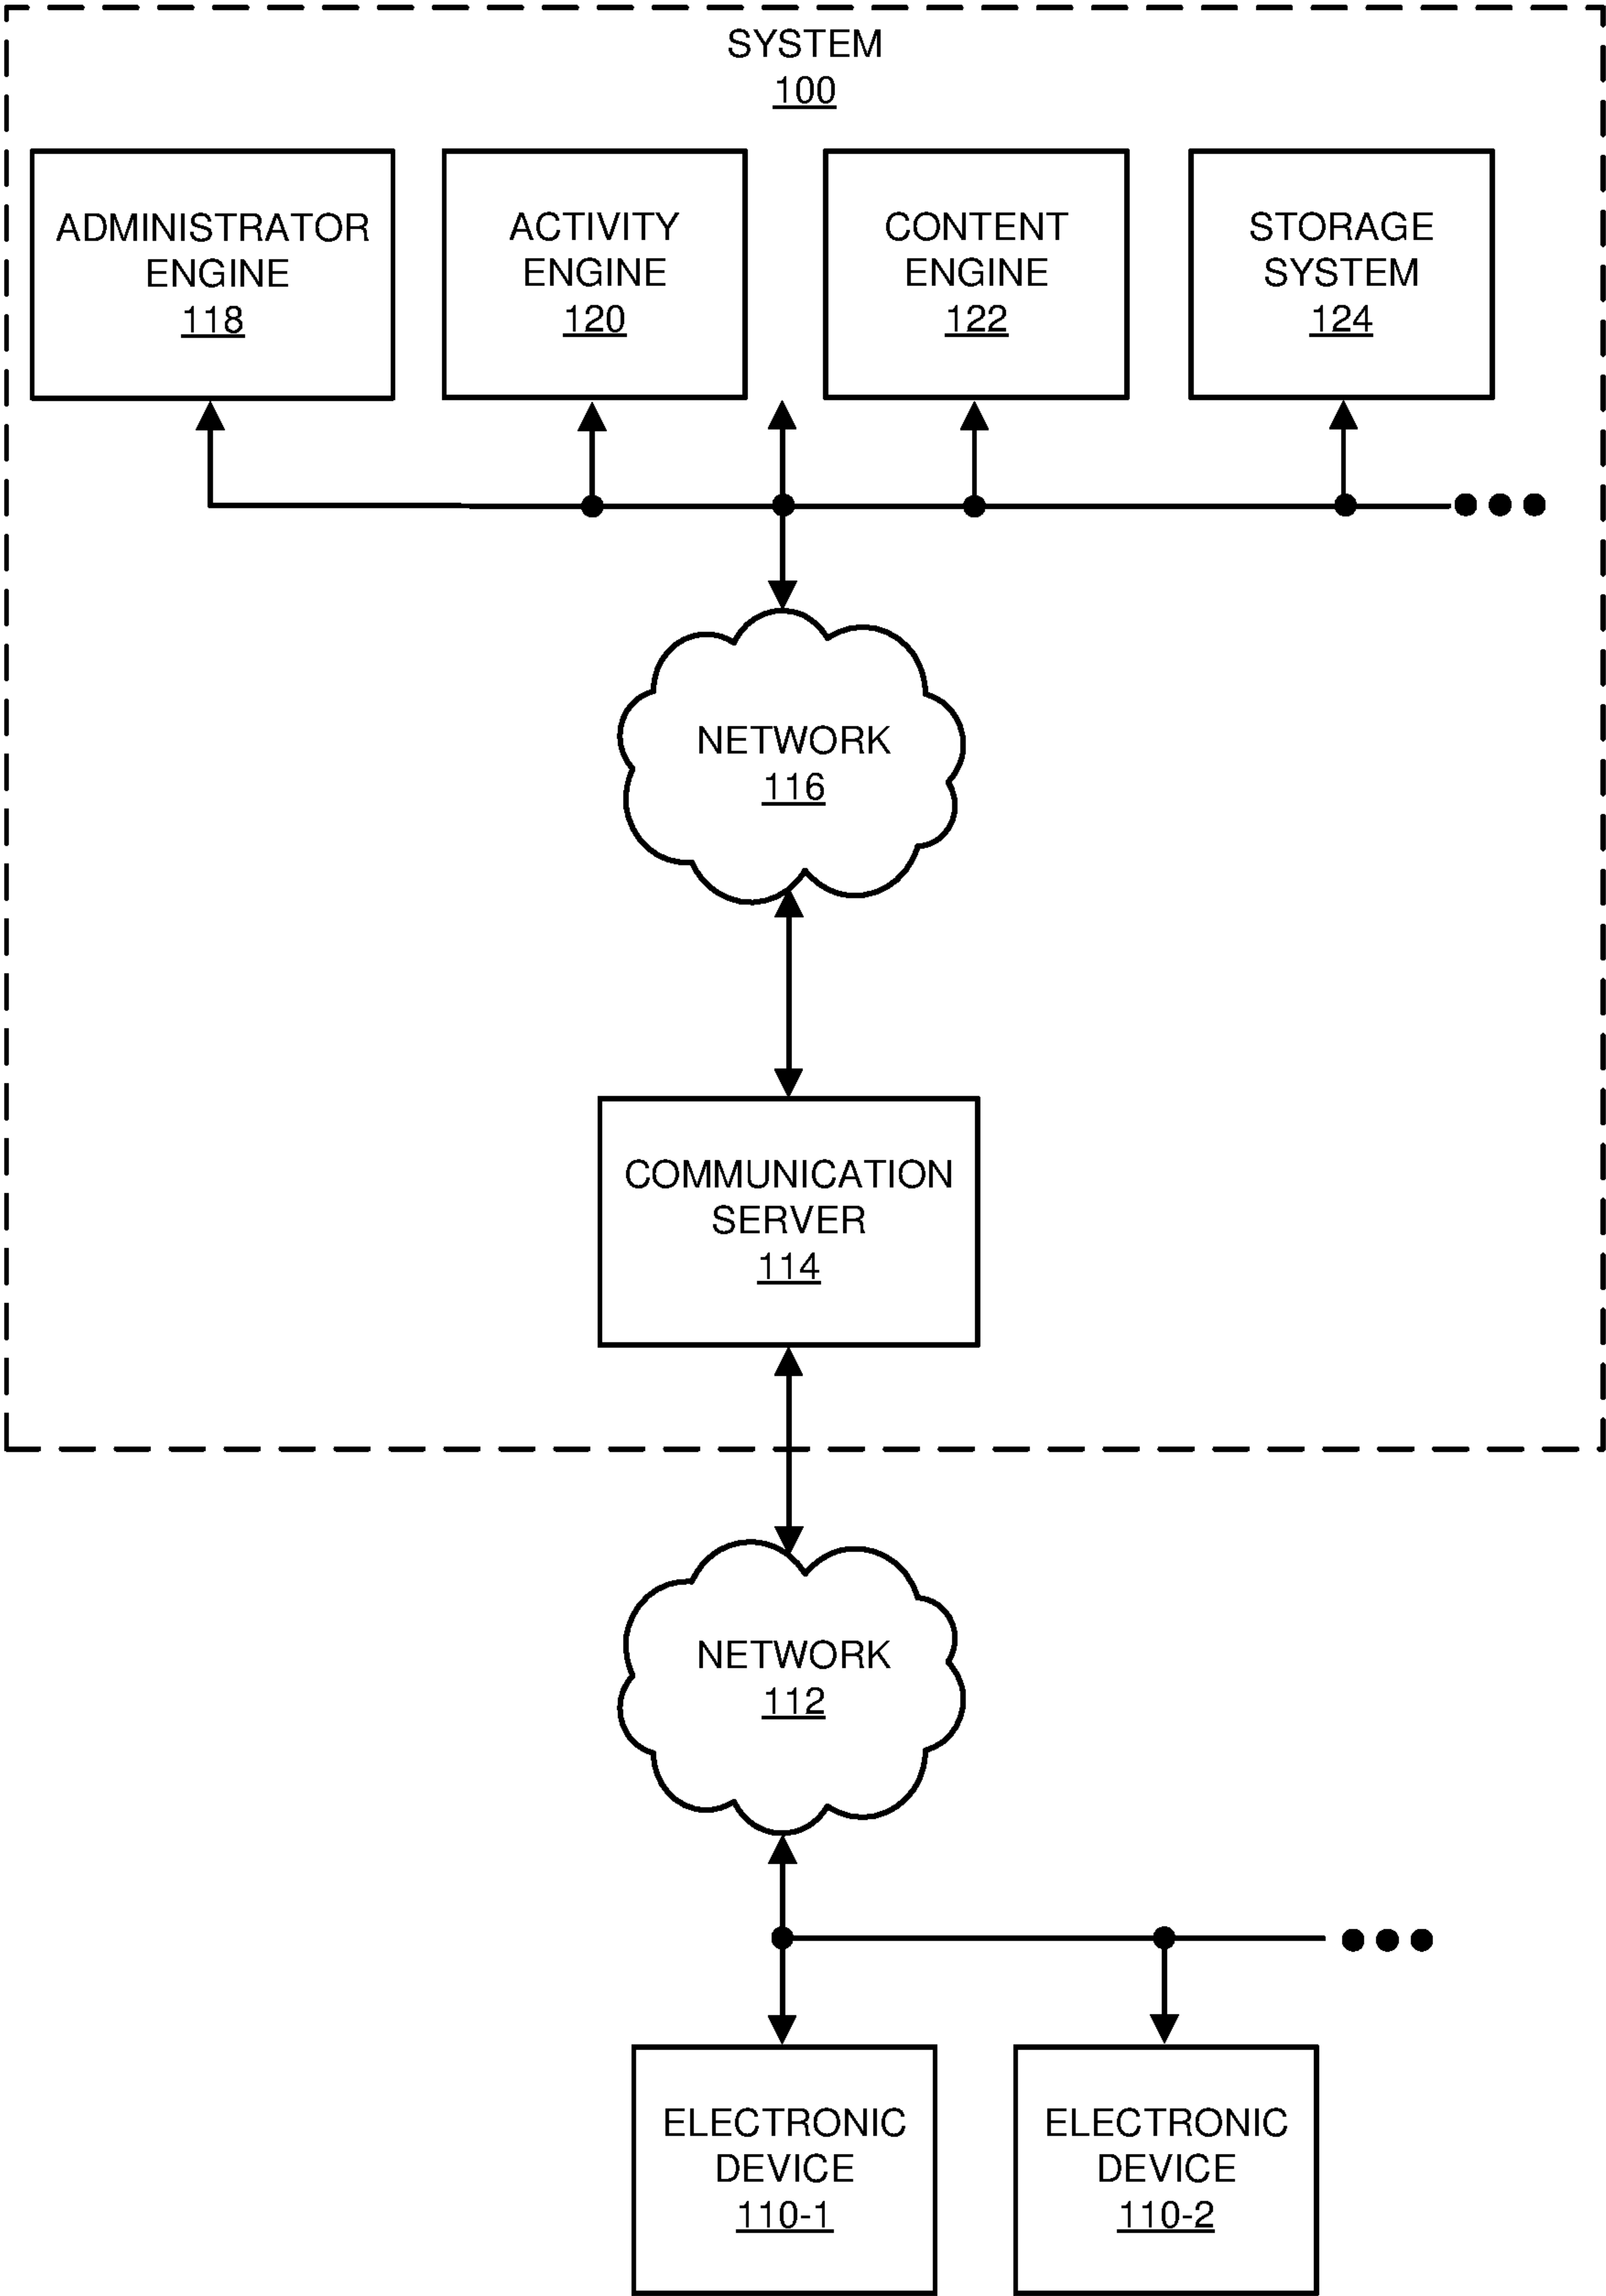 SYSTEM
100
ADMINISTRATOR
ENGINE
118
ACTIVITY
ENGINE
120
CONTENT
ENGINE
122
STORAGE
SYSTEM
124
NETWORK
116
COMMUNICATION
SERVER
114
NETWORK
112
ELECTRONIC
DEVICE
110-1
ELECTRONIC
DEVICE
110-2